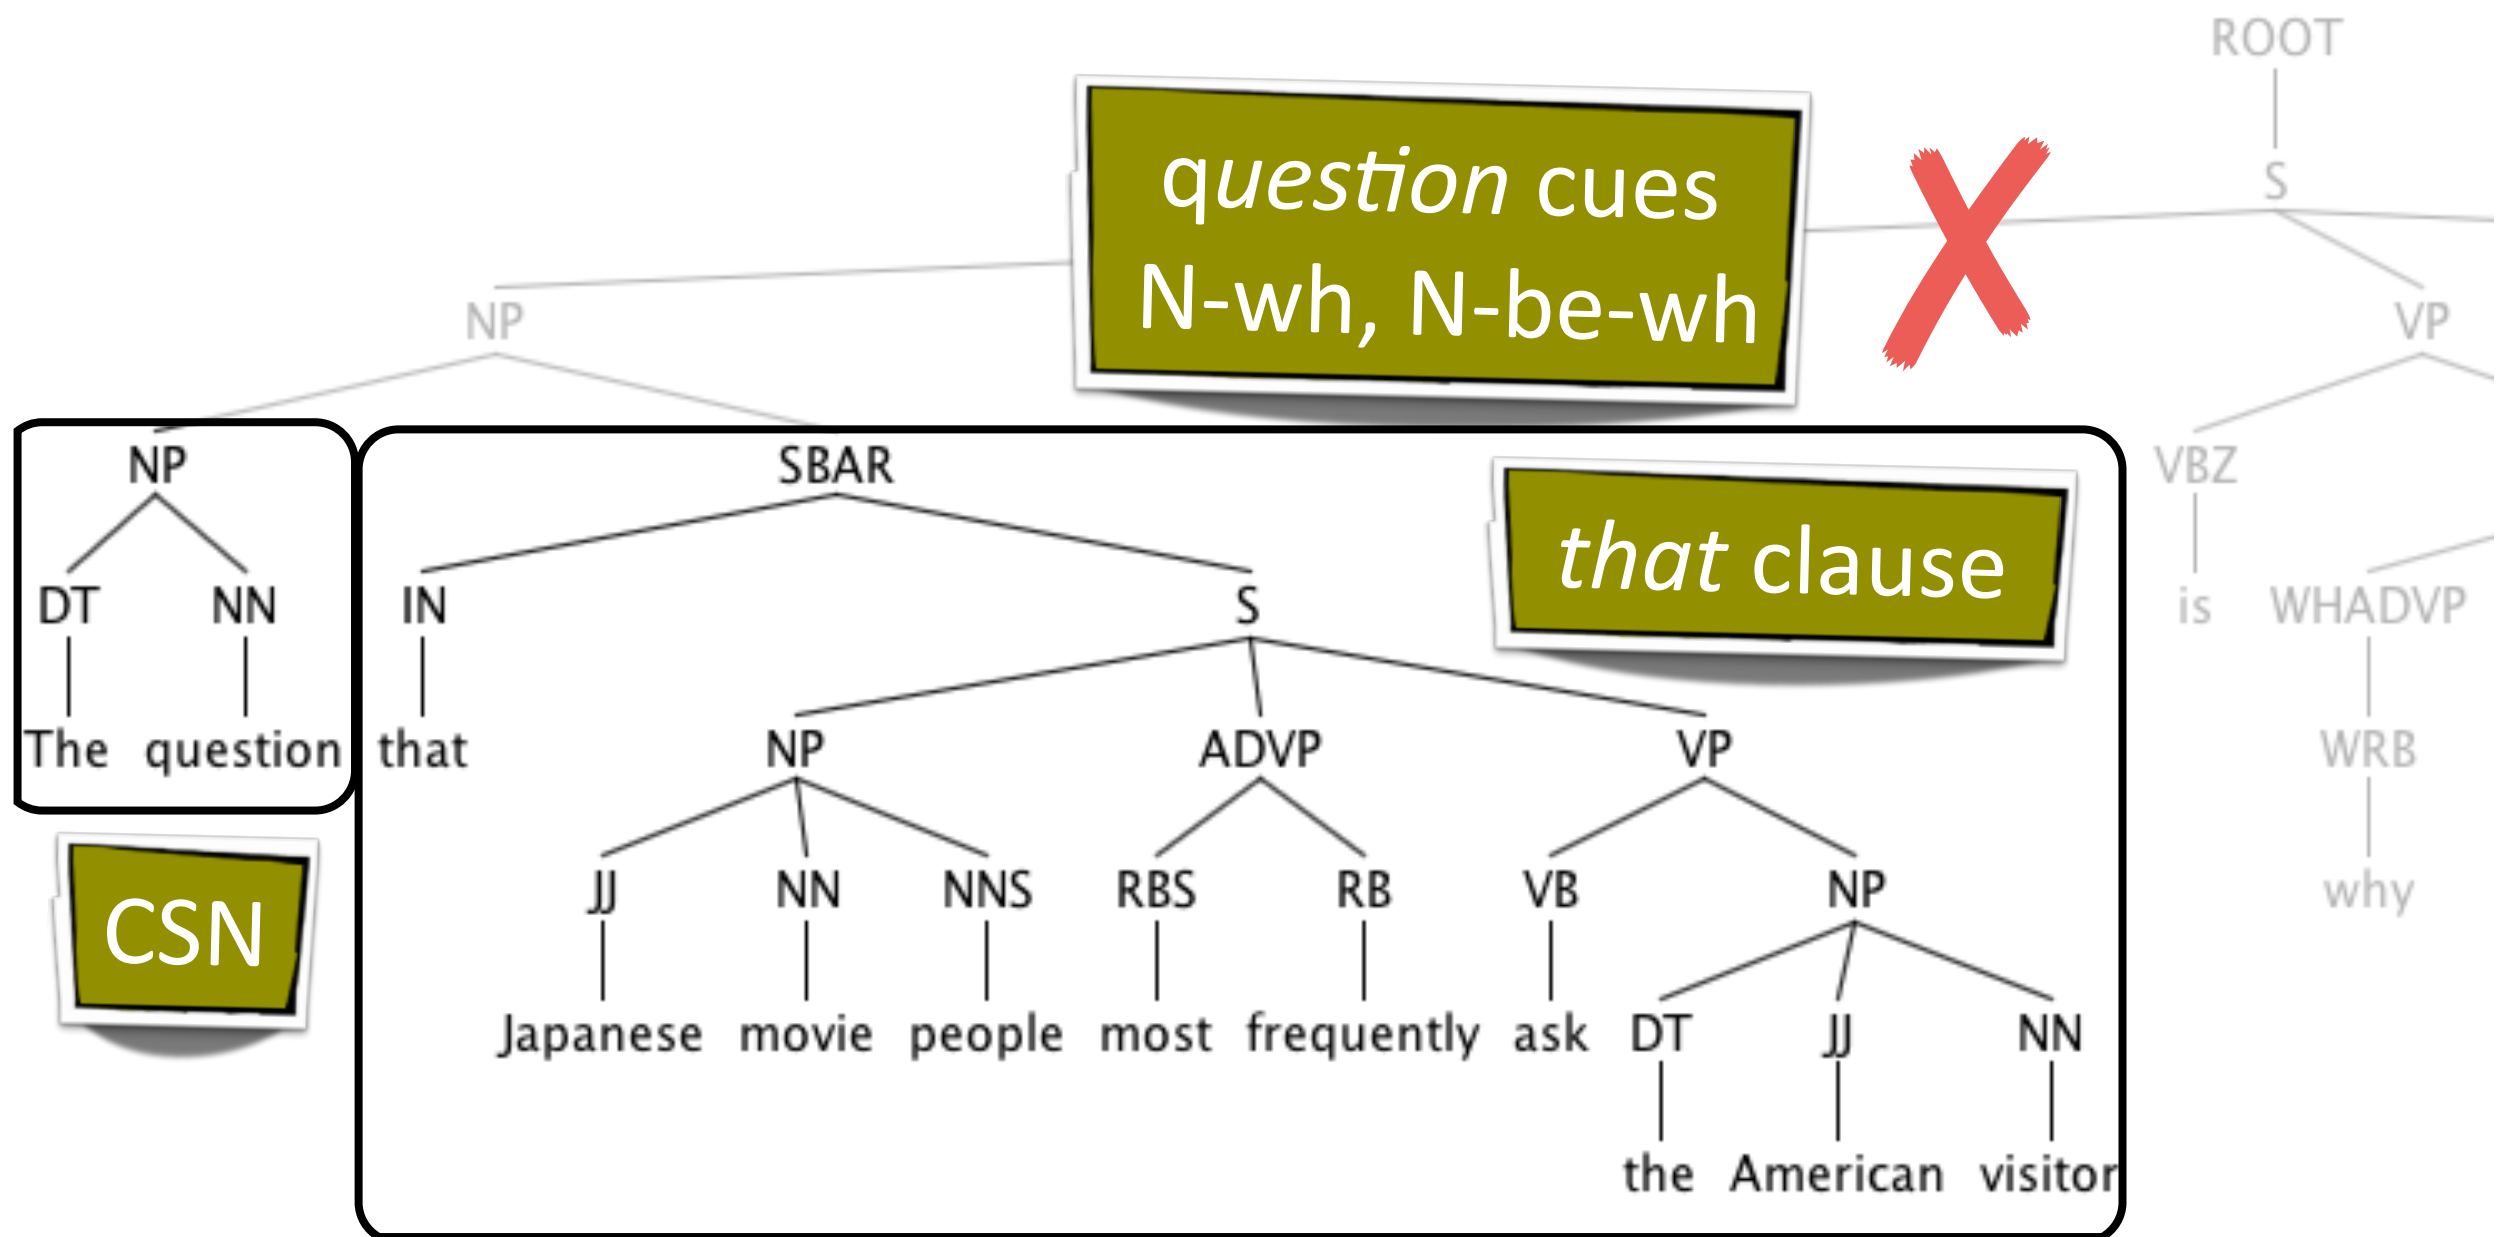 ROOT
question cues
N-wh, N-be-wh
S
NP
VP
NP
SBAR
VBZ
that clause
DT NN IN S is WHADVP
The question that NP ADVP VP WRB
CSN
JJ NN NNS RBS RB VB NP why
Japanese movie people most frequently ask DT JJ NN
the American visitor